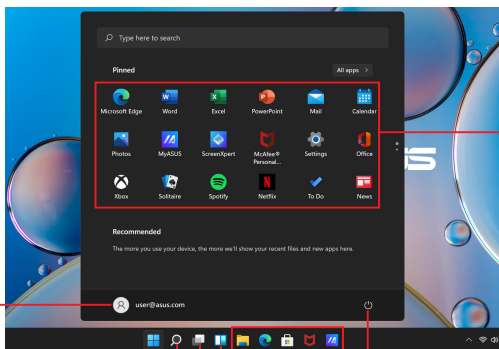 Type here to search
Pinned
All apps >
Microsoft Edge Word Excel PowerPoint Mail Calendar
Photos MyASUS ScreenXpert McAfee® Personal... Settings Office
Xbox Solitaire Spotify Netflix To Do News
Recommended
The more you use your device, the more we'll show your recent files and new apps here.
user@asus.com